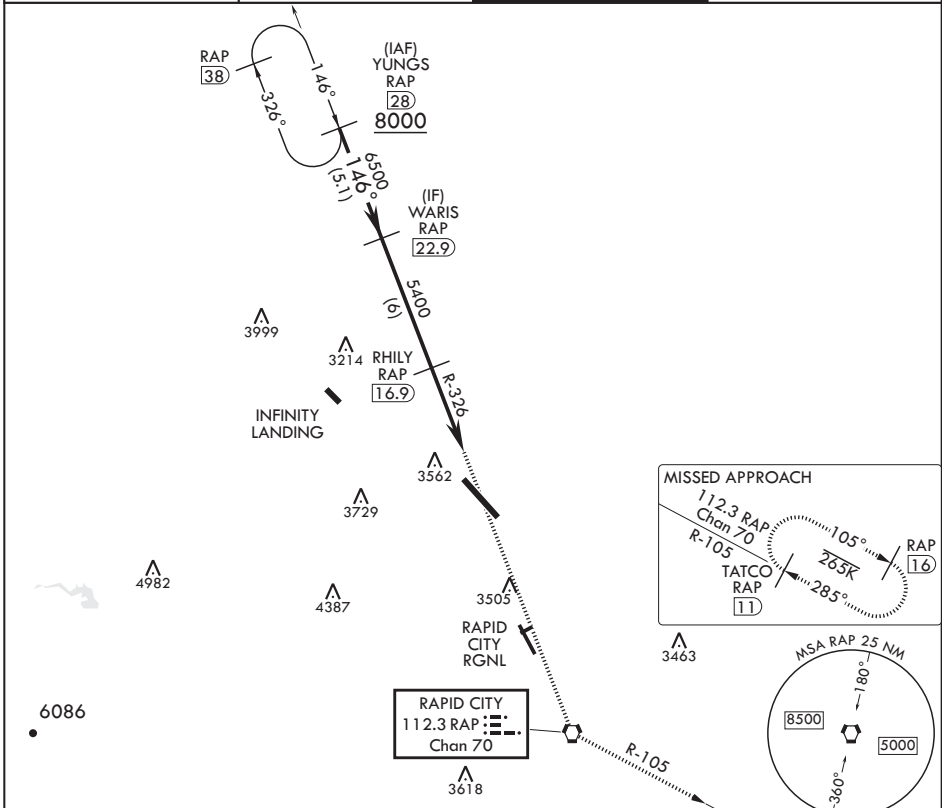 RAP
38
146°
326°
(IAF)
YUNGS
RAP
28
8000
6500
146°
(5.1)
(IF)
WARIS
RAP
22.9
5400
(6)
3999
3214
RHILY
RAP
16.9
R-326
INFINITY
LANDING
3562
3729
4982
4387
3505
RAPID
CITY
RGNL
6086
RAPID CITY
112.3 RAP
Chan 70
3618
R-105
MISSED APPROACH
112.3 RAP
Chan 70
R-105
105°
265K
285°
TATCO
RAP
11
RAP
16
3463
MSA RAP 25 NM
180°
8500
5000
360°